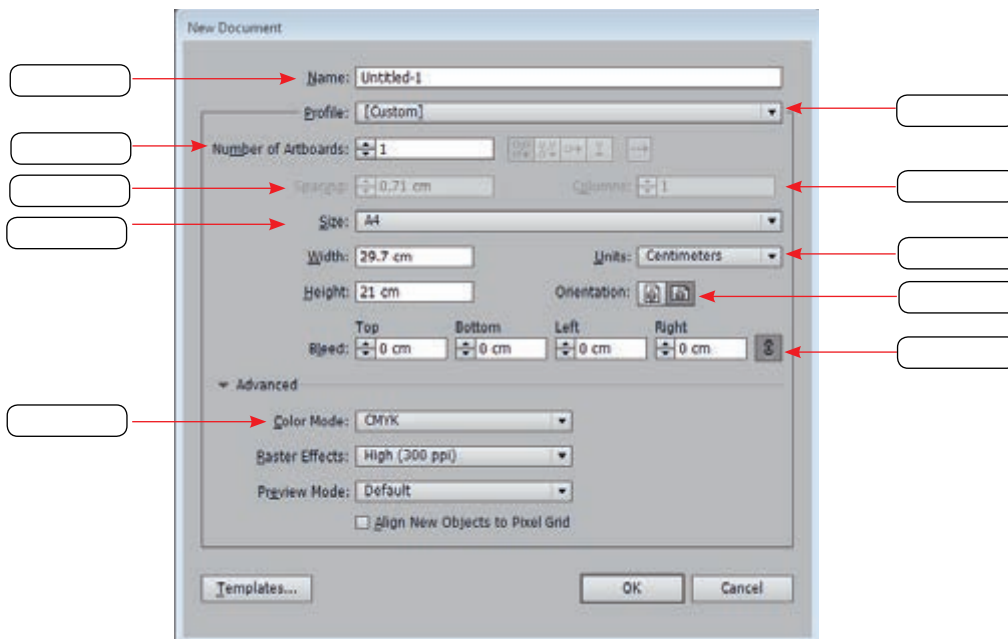 New Document
Name: Untitled-1
Profile: [Custom]
Number of Artboards: 1
Spacing: 0,71 cm Columns: 1
Size: A4
Width: 29.7 cm Units: Centimeters
Height: 21 cm Orientation:
Top Bottom Left Right
Bleed: 0 cm 0 cm 0 cm 0 cm
Advanced
Color Mode: CMYK
Raster Effects: High (300 ppi)
Preview Mode: Default
Align New Objects to Pixel Grid
Templates... OK Cancel